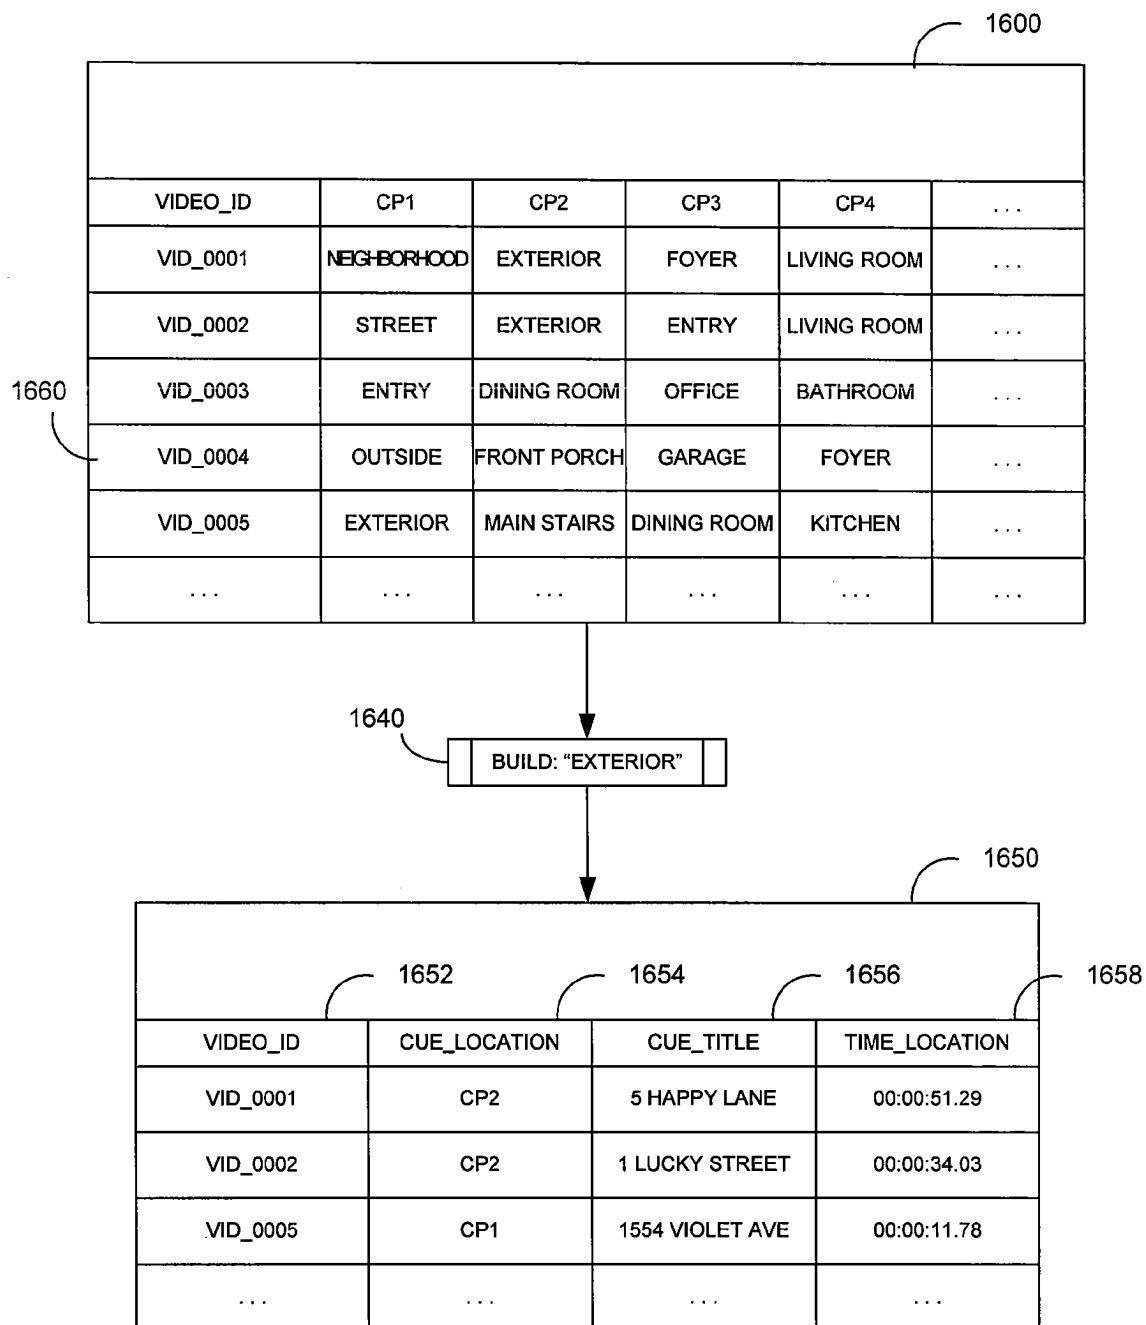 1600
VIDEO_ID CP1 CP2 CP3 CP4 ...
VID_0001 NEIGHBORHOOD EXTERIOR FOYER LIVING ROOM ...
VID_0002 STREET EXTERIOR ENTRY LIVING ROOM ...
1660
VID_0003 ENTRY DINING ROOM OFFICE BATHROOM ...
VID_0004 OUTSIDE FRONT PORCH GARAGE FOYER ...
VID_0005 EXTERIOR MAIN STAIRS DINING ROOM KITCHEN ...
... ... ... ... ... ...
1640
BUILD: “EXTERIOR”
1650
1652 1654 1656 1658
VIDEO_ID CUE_LOCATION CUE_TITLE TIME_LOCATION
VID_0001 CP2 5 HAPPY LANE 00:00:51.29
VID_0002 CP2 1 LUCKY STREET 00:00:34.03
VID_0005 CP1 1554 VIOLET AVE 00:00:11.78
... ... ... ...